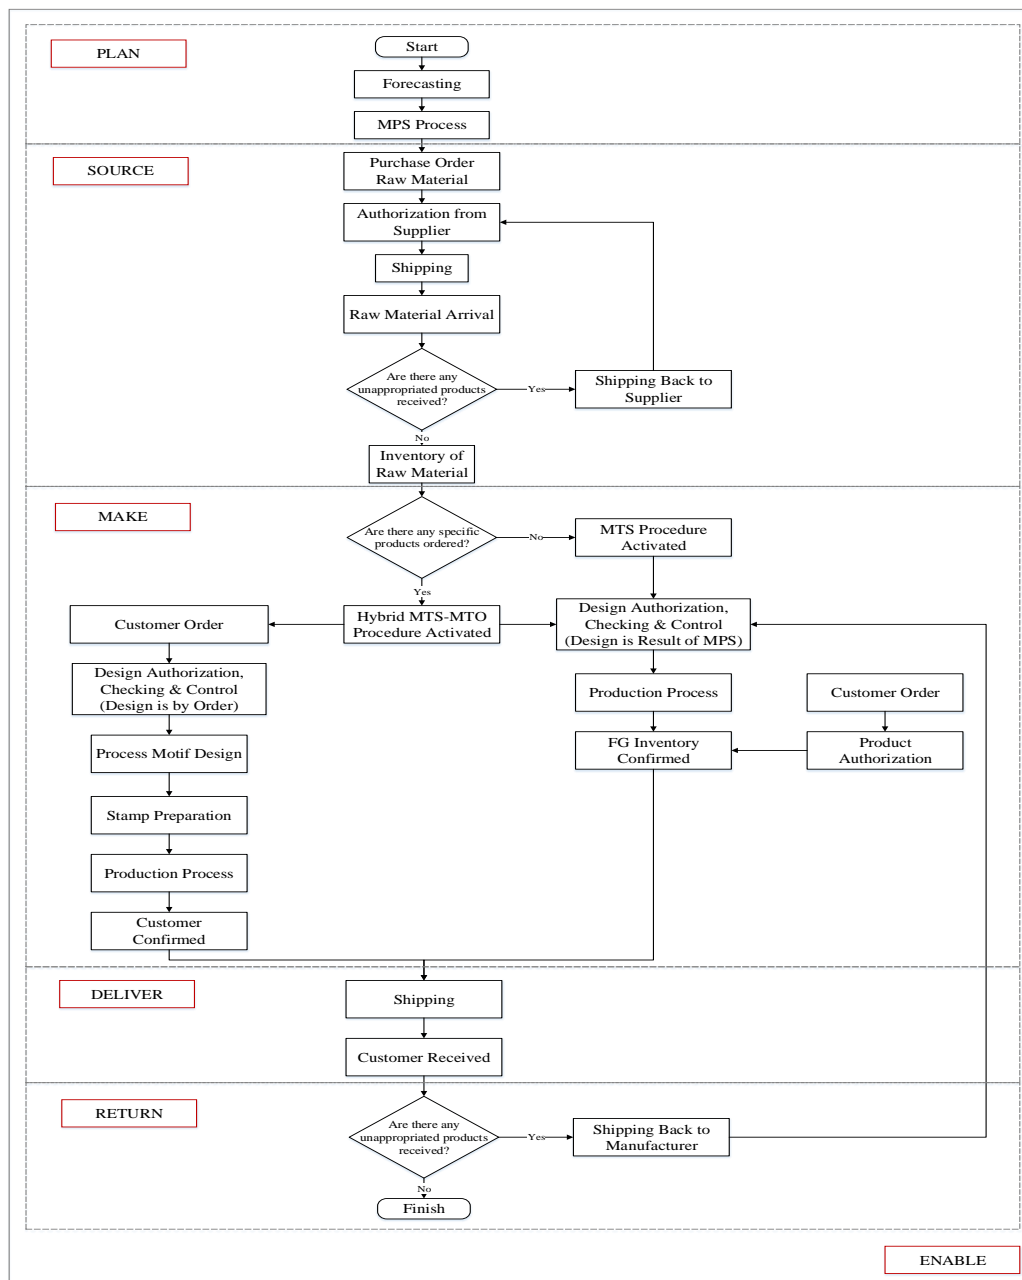 PLAN
Start
Forecasting
MPS Process
SOURCE
Purchase Order
Raw Material
Authorization from
Supplier
Shipping
Raw Material Arrival
Are there any
unappropriated products
received?
Yes
Shipping Back to
Supplier
No
Inventory of
Raw Material
MAKE
Are there any specific
products ordered?
No
MTS Procedure
Activated
Yes
Customer Order
Hybrid MTS-MTO
Procedure Activated
Design Authorization,
Checking & Control
(Design is Result of MPS)
Design Authorization,
Checking & Control
(Design is by Order)
Production Process
Customer Order
Process Motif Design
FG Inventory
Confirmed
Product
Authorization
Stamp Preparation
Production Process
Customer
Confirmed
DELIVER
Shipping
Customer Received
RETURN
Are there any
unappropriated products
received?
Yes
Shipping Back to
Manufacturer
No
Finish
ENABLE